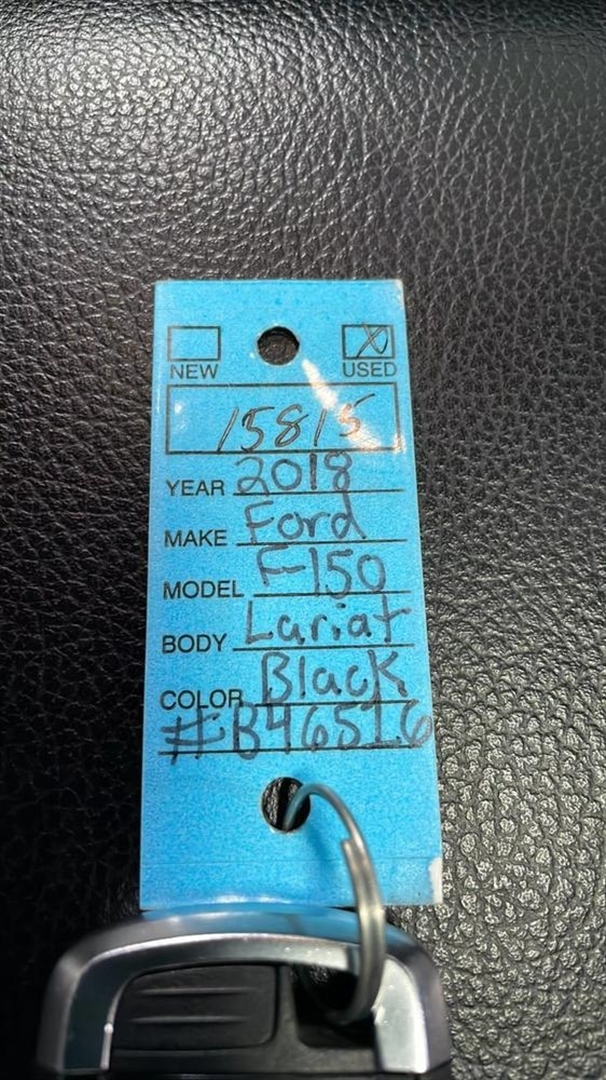 NEW X USED
15815
YEAR 2018
MAKE Ford
MODEL F-150
BODY Lariat
COLOR Black
#B46516